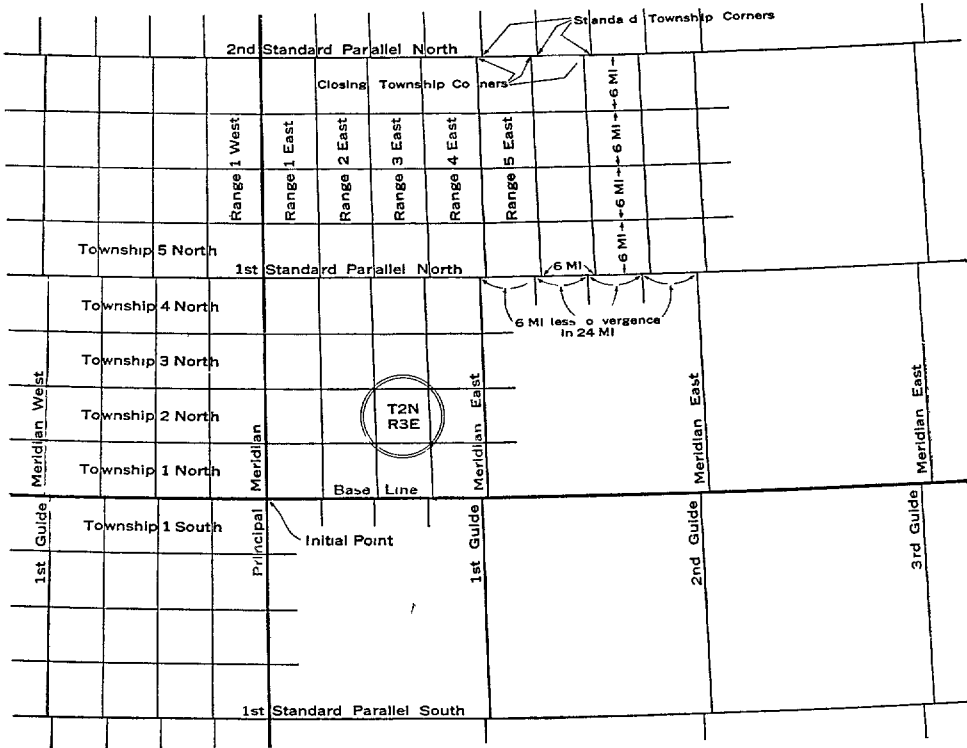 Standa d Township Corners
2nd Standard Parallel North
Closing Township Co ners
6 MI
6 MI
6 MI
6 MI
Range 1 West
Range 1 East
Range 2 East
Range 3 East
Range 4 East
Range 5 East
Township 5 North
1st Standard Parallel North
6 MI
Township 4 North
6 MI less o vergence
in 24 MI
Township 3 North
T2N
R3E
Township 2 North
Township 1 North
Base Line
1st Guide Meridian West
Principal Meridian
1st Guide Meridian East
2nd Guide Meridian East
3rd Guide Meridian East
Township 1 South
Initial Point
1st Standard Parallel South